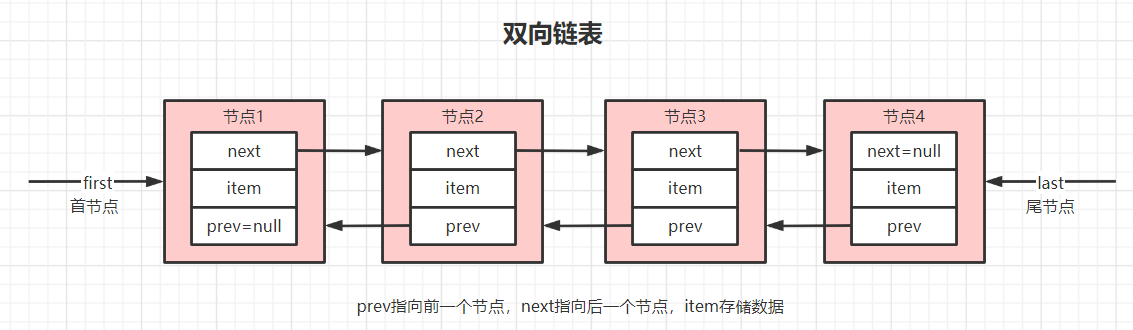 双向链表
节点1
节点2
节点3
节点4
next
next
next
next=null
first
item
item
item
item
last
首节点
尾节点
prev=null
prev
prev
prev
prev指向前一个节点，next指向后一个节点，item存储数据